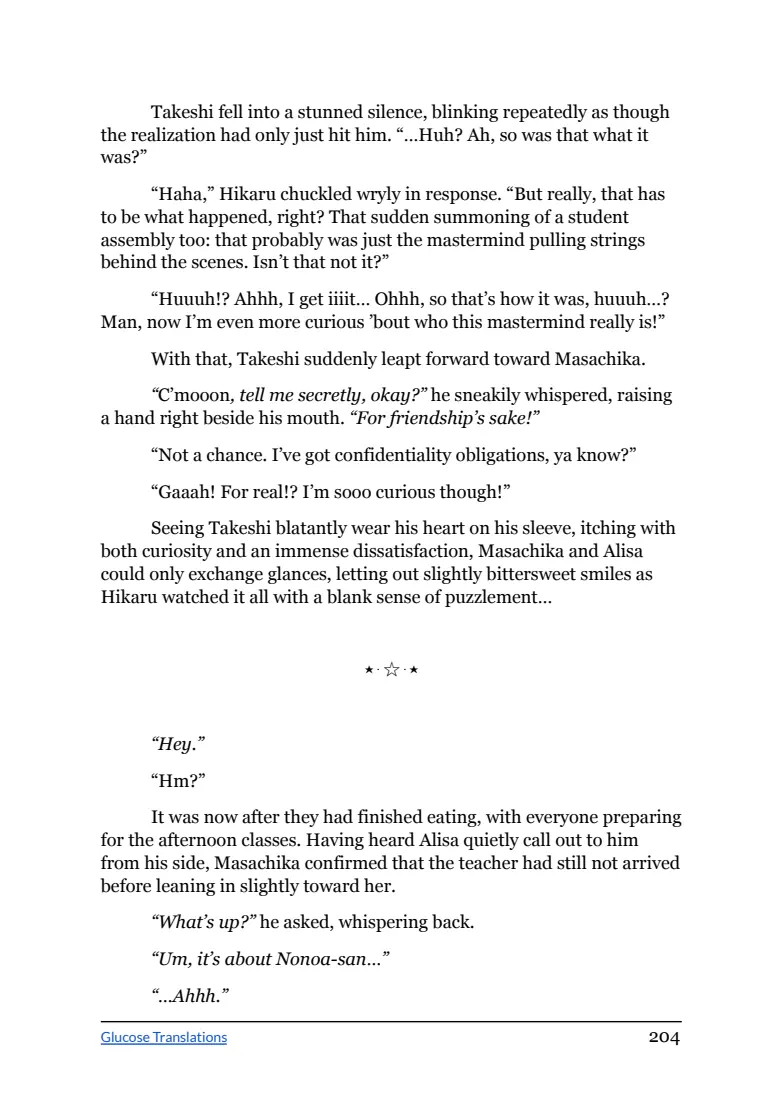 Takeshi fell into a stunned silence, blinking repeatedly as though
the realization had only just hit him. “…Huh? Ah, so was that what it
was?”
“Haha,” Hikaru chuckled wryly in response. “But really, that has
to be what happened, right? That sudden summoning of a student
assembly too: that probably was just the mastermind pulling strings
behind the scenes. Isn’t that not it?”
“Huuuh!? Ahhh, I get iiiit… Ohhh, so that’s how it was, huuuh…?
Man, now I’m even more curious ’bout who this mastermind really is!”
With that, Takeshi suddenly leapt forward toward Masachika.
“C’mooon, tell me secretly, okay?” he sneakily whispered, raising
a hand right beside his mouth. “For friendship’s sake!”
“Not a chance. I’ve got confidentiality obligations, ya know?”
“Gaaah! For real!? I’m sooo curious though!”
Seeing Takeshi blatantly wear his heart on his sleeve, itching with
both curiosity and an immense dissatisfaction, Masachika and Alisa
could only exchange glances, letting out slightly bittersweet smiles as
Hikaru watched it all with a blank sense of puzzlement…
⋆·☆·⋆
“Hey.”
“Hm?”
It was now after they had finished eating, with everyone preparing
for the afternoon classes. Having heard Alisa quietly call out to him
from his side, Masachika confirmed that the teacher had still not arrived
before leaning in slightly toward her.
“What’s up?” he asked, whispering back.
“Um, it’s about Nonoa-san…”
“…Ahhh.”
Glucose Translations
204